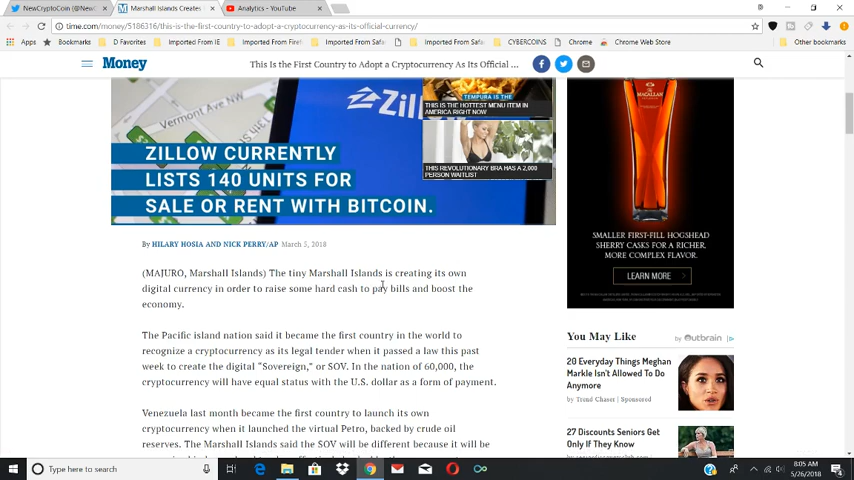 NewCryptoCoin (@New
Marshall Islands Creates
Analytics - YouTube
time.com/money/5186316/this-is-the-first-country-to-adopt-a-cryptocurrency-as-its-official-currency/
Apps Bookmarks D Favorites Imported From IE Imported From Firef Imported From Safa Imported From Safa CYBERCOINS Chrome Chrome Web Store Other bookmarks
Money This Is the First Country to Adopt a Cryptocurrency As Its Official ...
Vermont Ave NW
Zill
TEMPURA IS THE
THIS IS THE HOTTEST MENU ITEM IN
AMERICA RIGHT NOW
THIS REVOLUTIONARY BRA HAS A 2,000
PERSON WAITLIST
ZILLOW CURRENTLY
LISTS 140 UNITS FOR
SALE OR RENT WITH BITCOIN.
MACALLAN
SMALLER FIRST-FILL HOGSHEAD
SHERRY CASKS FOR A RICHER,
MORE COMPLEX FLAVOR.
LEARN MORE
By HILARY HOSIA AND NICK PERRY/AP March 5, 2018
(MAJURO, Marshall Islands) The tiny Marshall Islands is creating its own
digital currency in order to raise some hard cash to pay bills and boost the
economy.
The Pacific island nation said it became the first country in the world to
recognize a cryptocurrency as its legal tender when it passed a law this past
week to create the digital “Sovereign,” or SOV. In the nation of 60,000, the
cryptocurrency will have equal status with the U.S. dollar as a form of payment.
Venezuela last month became the first country to launch its own
cryptocurrency when it launched the virtual Petro, backed by crude oil
reserves. The Marshall Islands said the SOV will be different because it will be
You May Like
by Outbrain
20 Everyday Things Meghan
Markle Isn't Allowed To Do
Anymore
by Trend Chaser | Sponsored
27 Discounts Seniors Get
Only If They Know
Type here to search
8:05 AM
5/26/2018